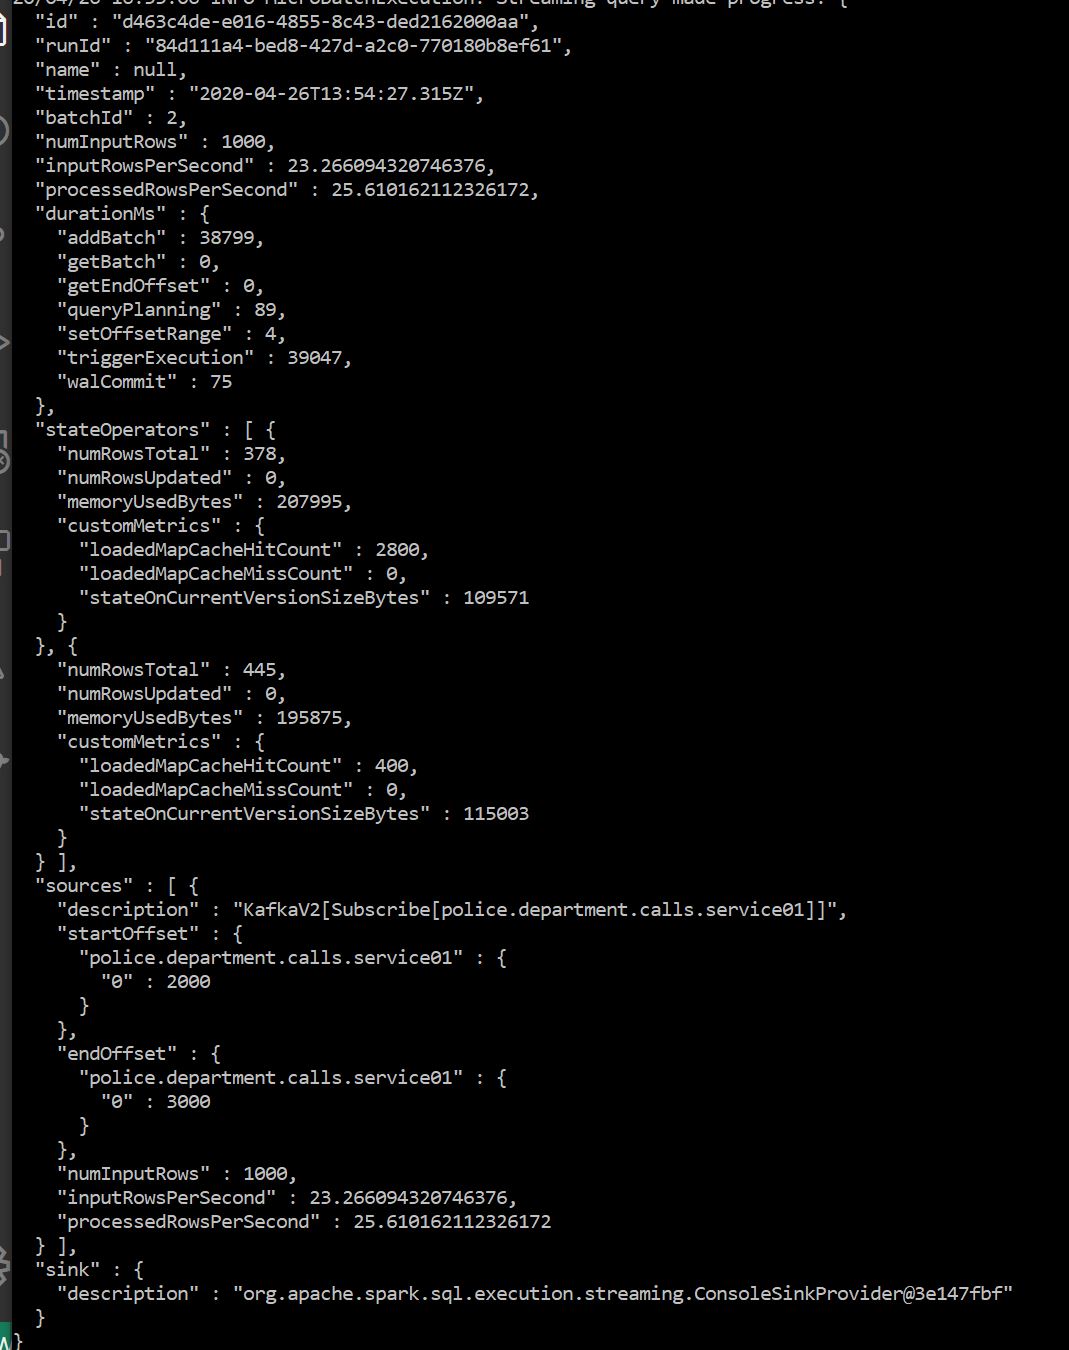 INFO MicroBatchExecution: Streaming query made progress: {
  "id" : "d463c4de-e016-4855-8c43-ded2162000aa",
  "runId" : "84d111a4-bed8-427d-a2c0-770180b8ef61",
  "name" : null,
  "timestamp" : "2020-04-26T13:54:27.315Z",
  "batchId" : 2,
  "numInputRows" : 1000,
  "inputRowsPerSecond" : 23.266094320746376,
  "processedRowsPerSecond" : 25.610162112326172,
  "durationMs" : {
    "addBatch" : 38799,
    "getBatch" : 0,
    "getEndOffset" : 0,
    "queryPlanning" : 89,
    "setOffsetRange" : 4,
    "triggerExecution" : 39047,
    "walCommit" : 75
  },
  "stateOperators" : [ {
    "numRowsTotal" : 378,
    "numRowsUpdated" : 0,
    "memoryUsedBytes" : 207995,
    "customMetrics" : {
      "loadedMapCacheHitCount" : 2800,
      "loadedMapCacheMissCount" : 0,
      "stateOnCurrentVersionSizeBytes" : 109571
    }
  }, {
    "numRowsTotal" : 445,
    "numRowsUpdated" : 0,
    "memoryUsedBytes" : 195875,
    "customMetrics" : {
      "loadedMapCacheHitCount" : 400,
      "loadedMapCacheMissCount" : 0,
      "stateOnCurrentVersionSizeBytes" : 115003
    }
  } ],
  "sources" : [ {
    "description" : "KafkaV2[Subscribe[police.department.calls.service01]]",
    "startOffset" : {
      "police.department.calls.service01" : {
        "0" : 2000
      }
    },
    "endOffset" : {
      "police.department.calls.service01" : {
        "0" : 3000
      }
    },
    "numInputRows" : 1000,
    "inputRowsPerSecond" : 23.266094320746376,
    "processedRowsPerSecond" : 25.610162112326172
  } ],
  "sink" : {
    "description" : "org.apache.spark.sql.execution.streaming.ConsoleSinkProvider@3e147fbf"
  }
}